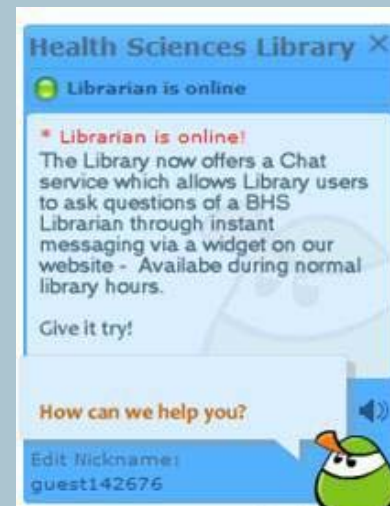 Health Sciences Library ×
Librarian is online
* Librarian is online!
The Library now offers a Chat
service which allows Library users
to ask questions of a BHS
Librarian through instant
messaging via a widget on our
website - Availabe during normal
library hours.
Give it try!
How can we help you?
Edit Nickname:
guest142676